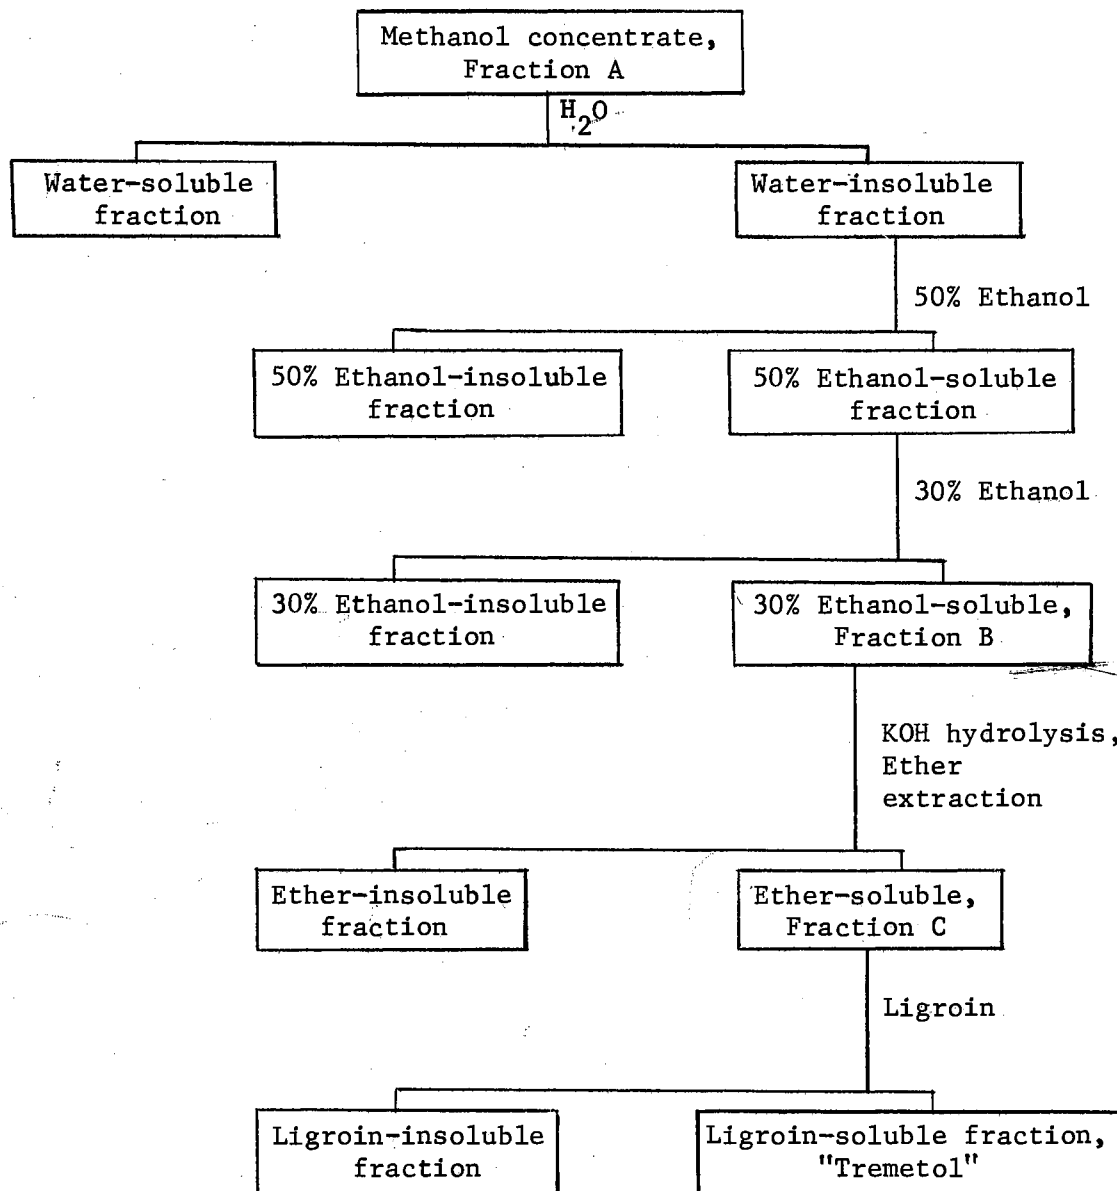 Methanol concentrate,
Fraction A
H2O
Water-soluble
fraction
Water-insoluble
fraction
50% Ethanol
50% Ethanol-insoluble
fraction
50% Ethanol-soluble
fraction
30% Ethanol
30% Ethanol-insoluble
fraction
30% Ethanol-soluble,
Fraction B
KOH hydrolysis,
Ether
extraction
Ether-insoluble
fraction
Ether-soluble,
Fraction C
Ligroin
Ligroin-insoluble
fraction
Ligroin-soluble fraction,
"Tremetol"